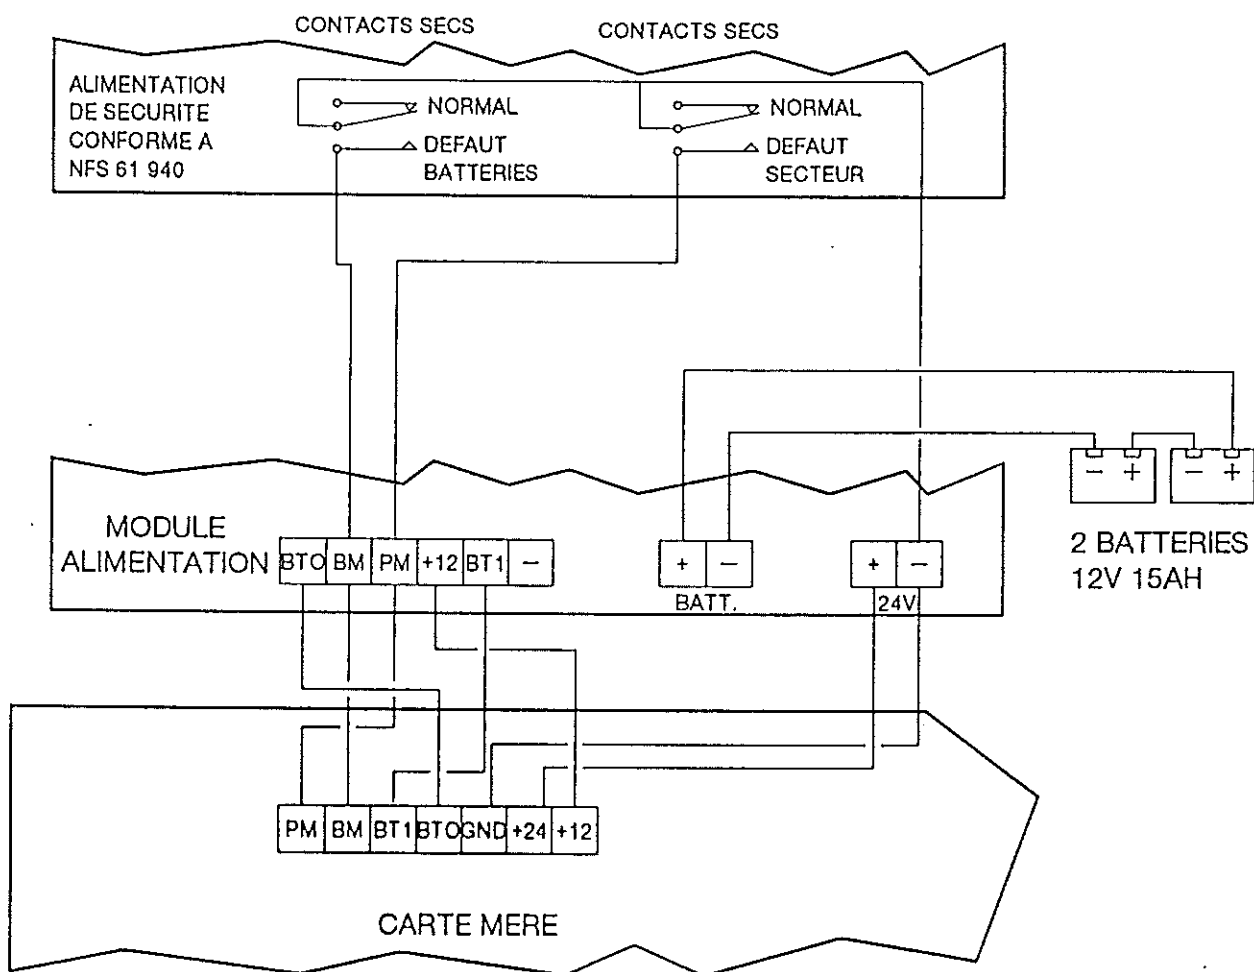 CONTACTS SECS
CONTACTS SECS
ALIMENTATION
DE SECURITE
CONFORME A
NFS 61 940
NORMAL
DEFAUT
BATTERIES
NORMAL
DEFAUT
SECTEUR
MODULE
ALIMENTATION
BTO BM PM +12 BT1 −
+ −
BATT.
+ −
24V
− + − +
2 BATTERIES
12V 15AH
PM BM BT1 BTO GND +24 +12
CARTE MERE